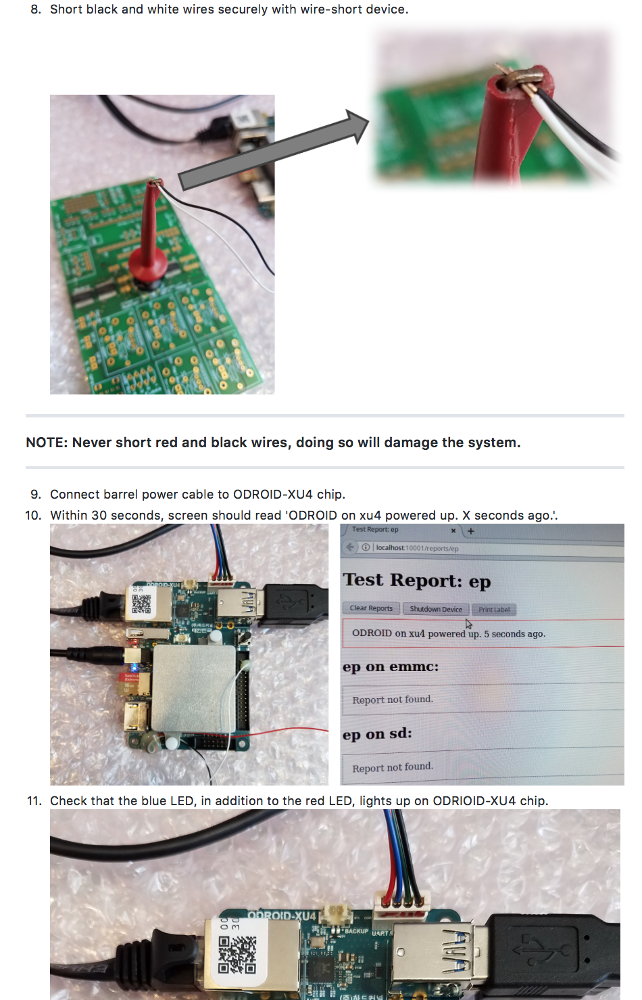 8. Short black and white wires securely with wire-short device.
NOTE: Never short red and black wires, doing so will damage the system.
9. Connect barrel power cable to ODROID-XU4 chip.
10. Within 30 seconds, screen should read 'ODROID on xu4 powered up. X seconds ago.'.
ODROID-XU4
BACKUP
Test Report: ep
localhost:10001/reports/ep
Test Report: ep
Clear Reports Shutdown Device Print Label
ODROID on xu4 powered up. 5 seconds ago.
ep on emmc:
Report not found.
ep on sd:
Report not found.
11. Check that the blue LED, in addition to the red LED, lights up on ODRIOID-XU4 chip.
ODROID-XU4
BACKUP UART